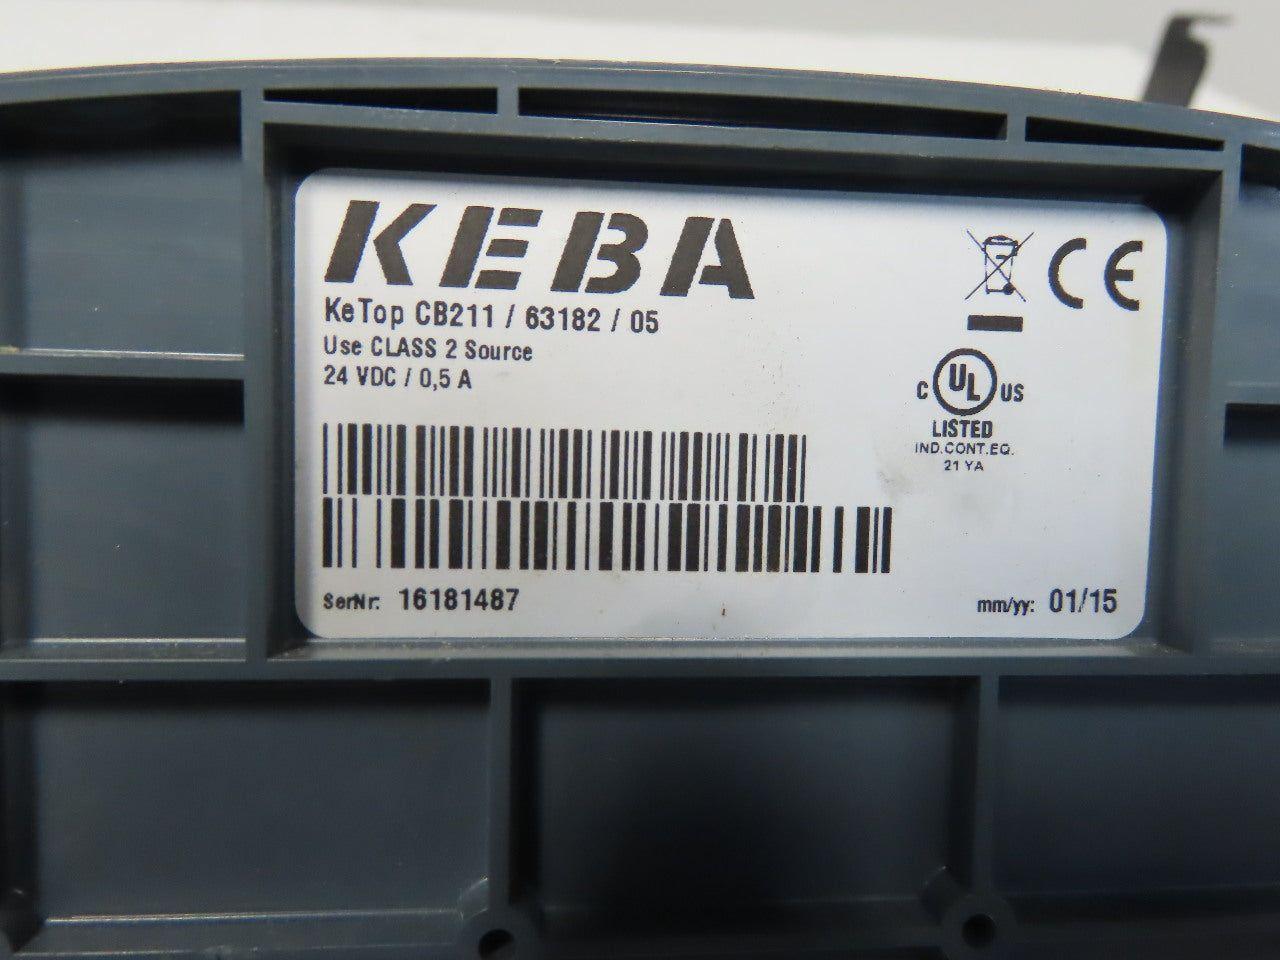 KEBA
KeTop CB211 / 63182 / 05
Use CLASS 2 Source
24 VDC / 0,5 A
CE
C UL US
LISTED
IND.CONT.EQ.
21 YA
SerNr: 16181487
mm/yy: 01/15